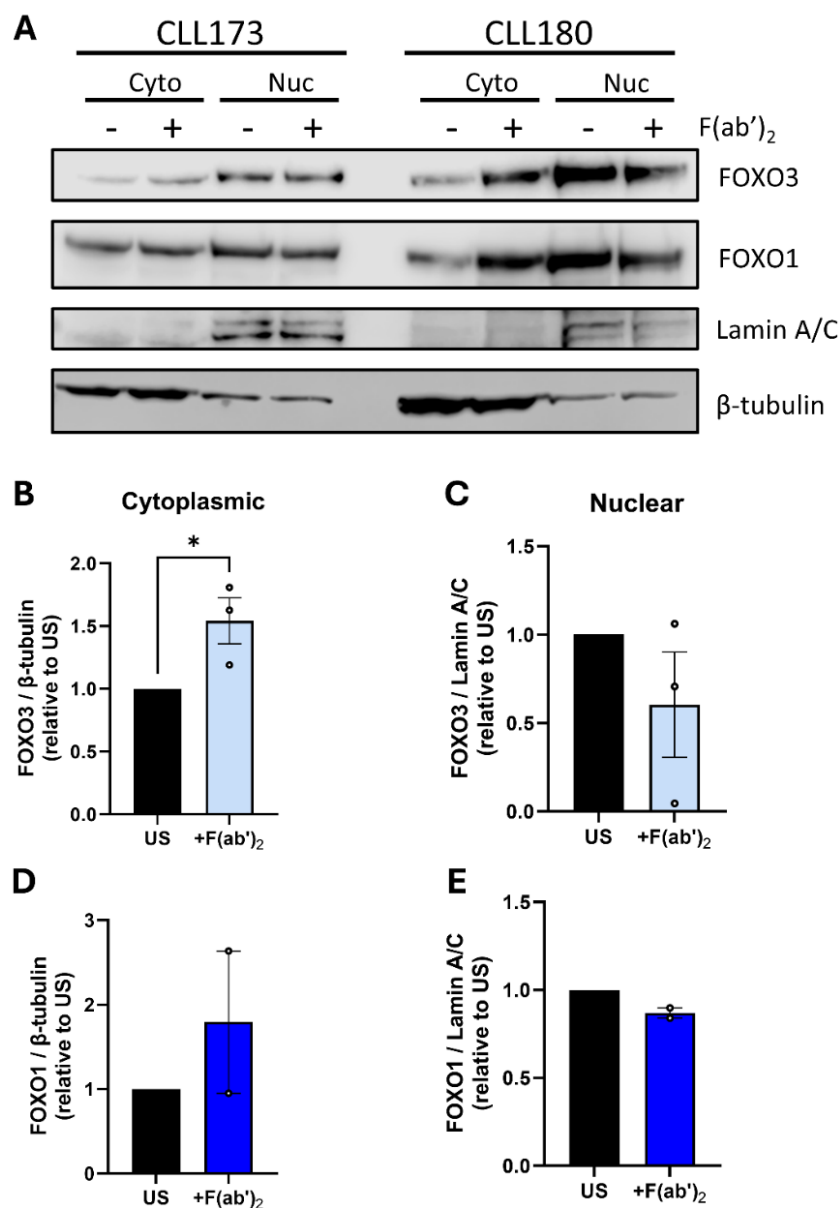 A
CLL173 CLL180
Cyto Nuc Cyto Nuc
- + - + - + - + F(ab')₂
FOXO3
FOXO1
Lamin A/C
β-tubulin
B Cytoplasmic
FOXO3 / β-tubulin
(relative to US)
2.0
1.5
1.0
0.5
0.0
*
US +F(ab')₂
C Nuclear
FOXO3 / Lamin A/C
(relative to US)
1.5
1.0
0.5
0.0
US +F(ab')₂
D
FOXO1 / β-tubulin
(relative to US)
3
2
1
0
US +F(ab')₂
E
FOXO1 / Lamin A/C
(relative to US)
1.5
1.0
0.5
0.0
US +F(ab')₂